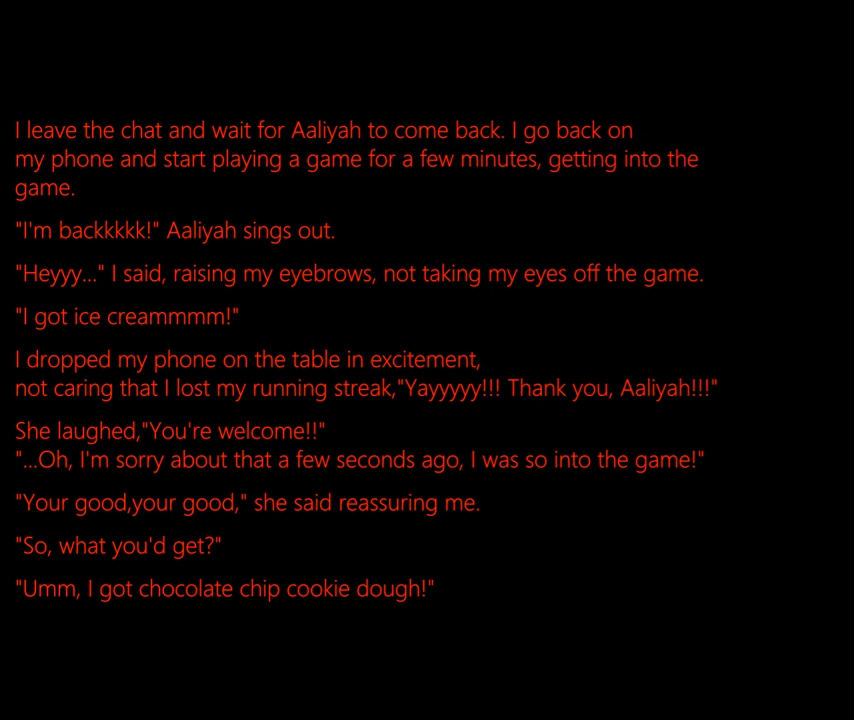 I leave the chat and wait for Aaliyah to come back. I go back on
my phone and start playing a game for a few minutes, getting into the
game.
"I'm backkkkk!" Aaliyah sings out.
"Heyyy..." I said, raising my eyebrows, not taking my eyes off the game.
"I got ice creammmm!"
I dropped my phone on the table in excitement,
not caring that I lost my running streak,"Yayyyyy!!! Thank you, Aaliyah!!!"
She laughed,"You're welcome!!"
"...Oh, I'm sorry about that a few seconds ago, I was so into the game!"
"Your good,your good," she said reassuring me.
"So, what you'd get?"
"Umm, I got chocolate chip cookie dough!"